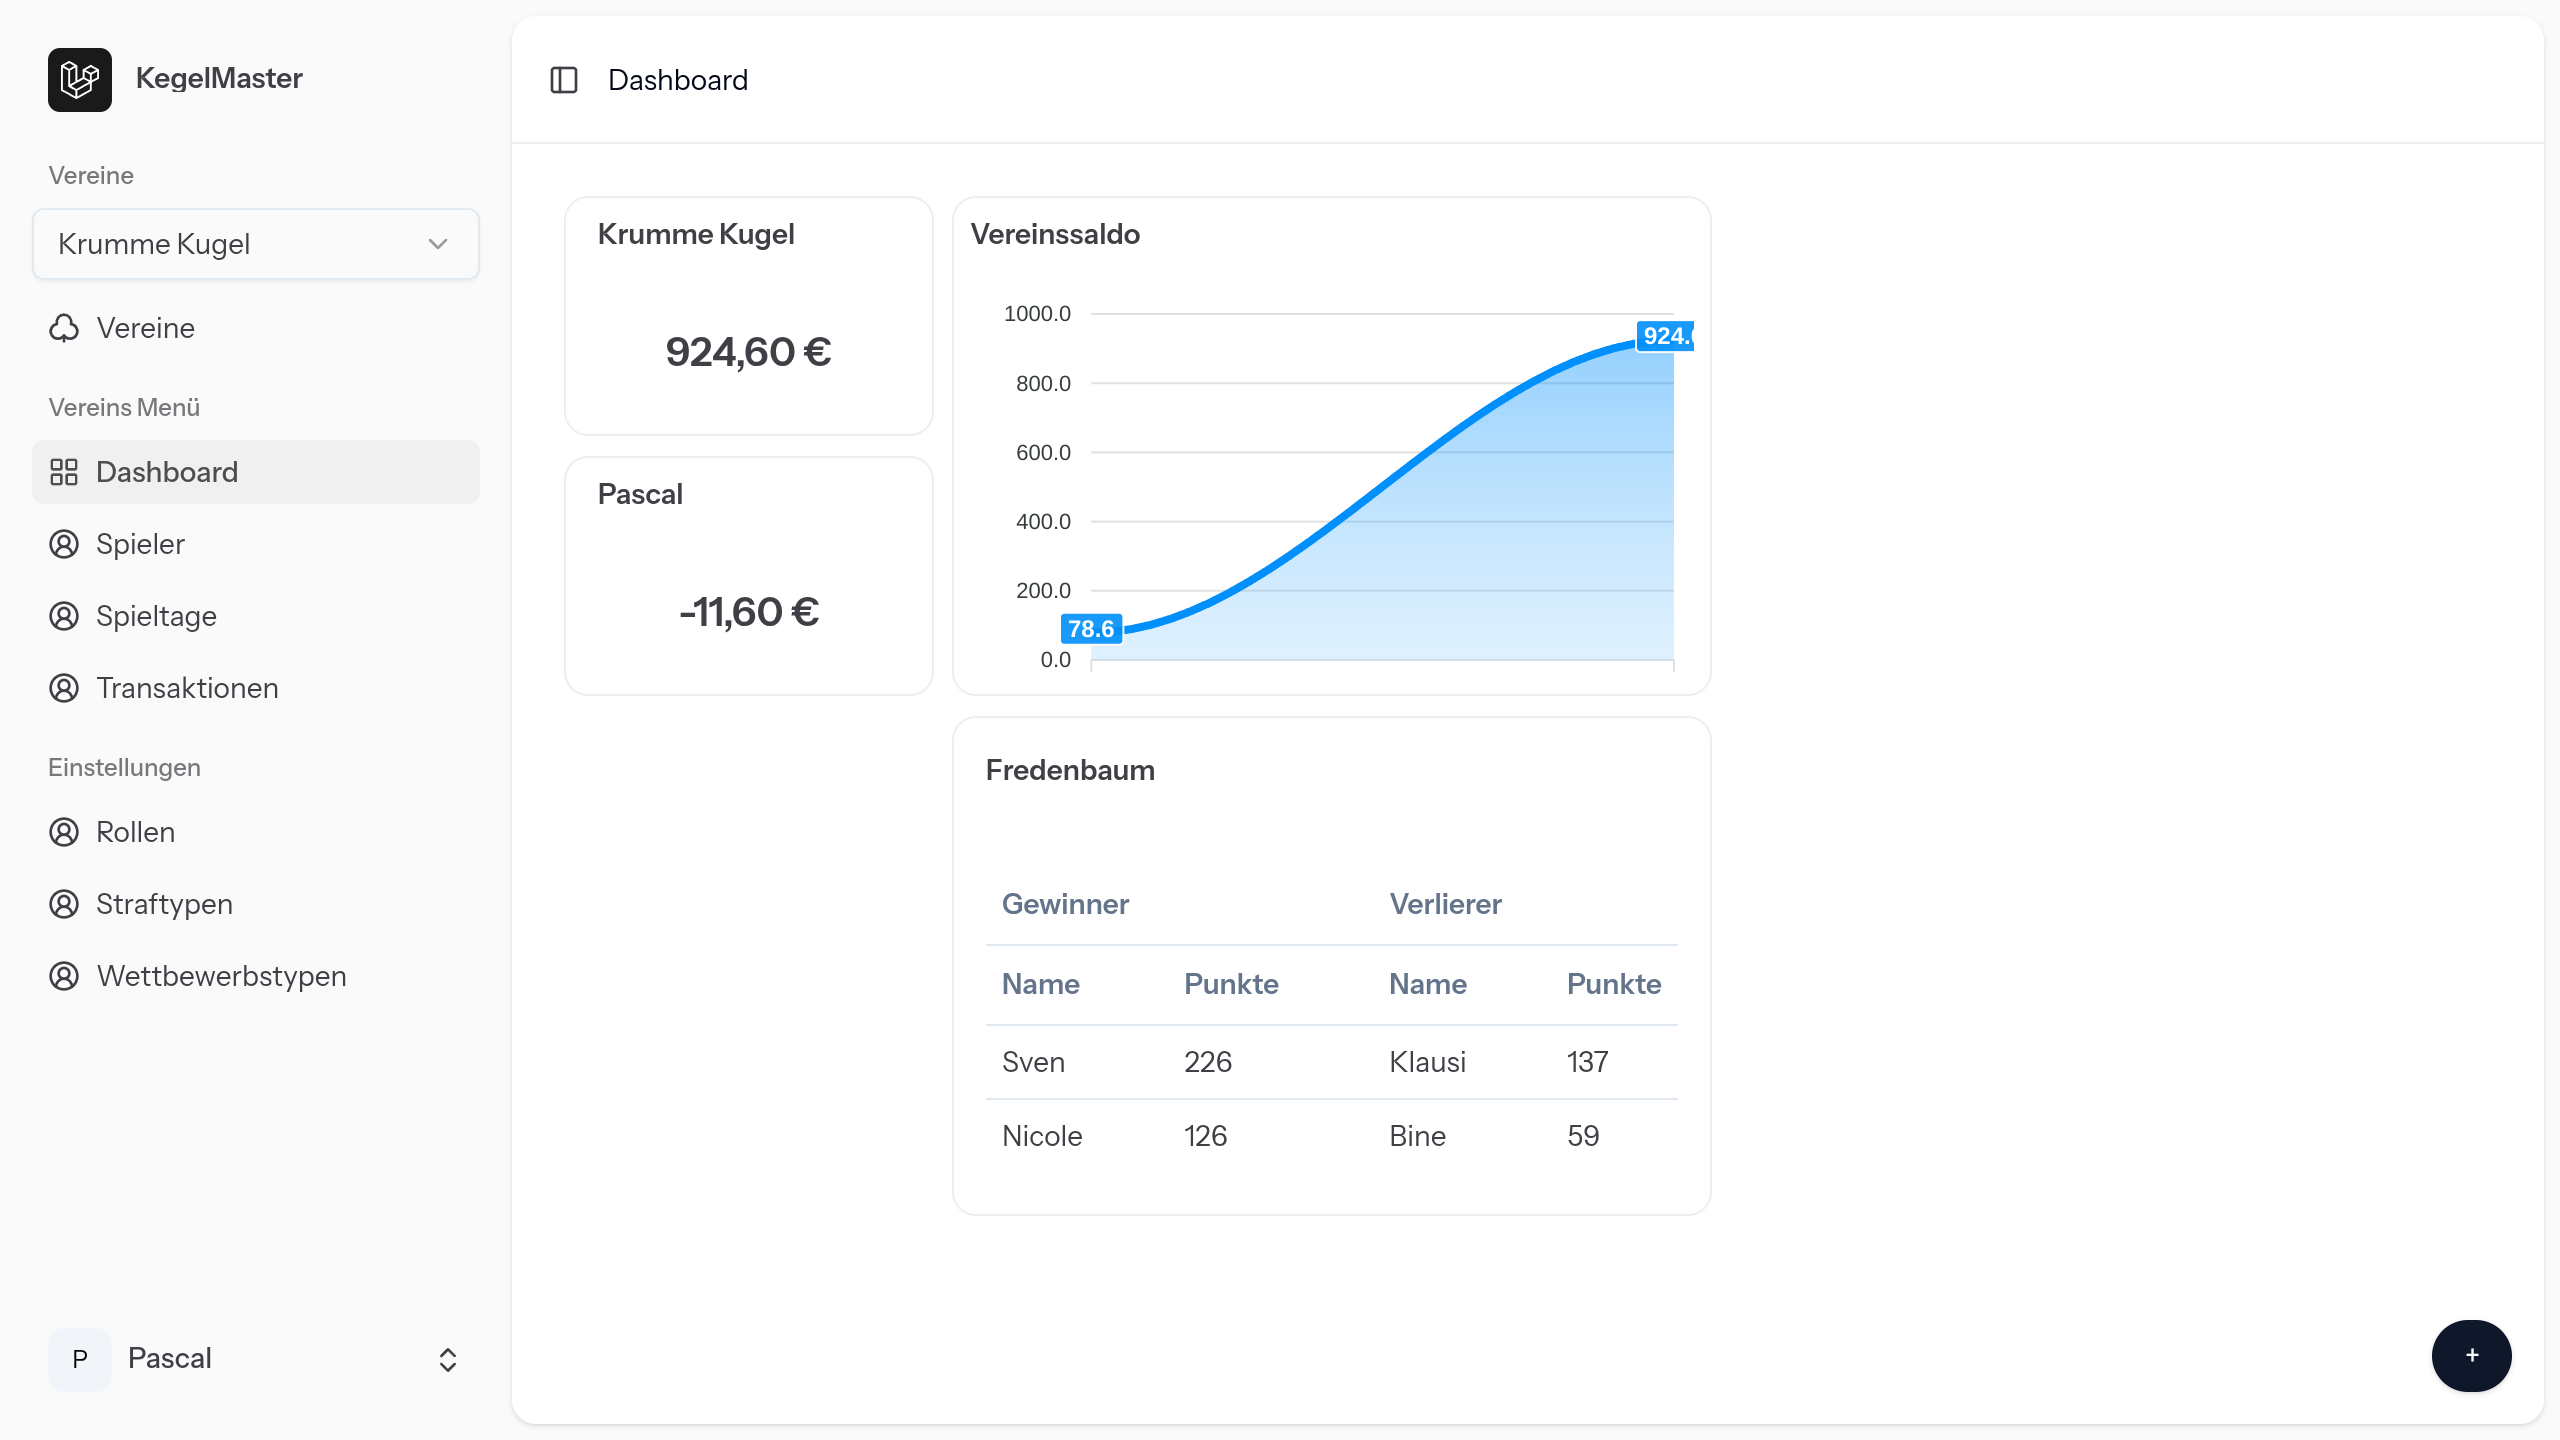 KegelMaster
Vereine
Krumme Kugel
Vereine
Vereins Menü
Dashboard
Spieler
Spieltage
Transaktionen
Einstellungen
Rollen
Straftypen
Wettbewerbstypen
P Pascal
Dashboard
Krumme Kugel
924,60 €
Pascal
-11,60 €
Vereinssaldo
1000.0
800.0
600.0
400.0
200.0
0.0
78.6
924.
Fredenbaum
Gewinner Verlierer
Name Punkte Name Punkte
Sven 226 Klausi 137
Nicole 126 Bine 59
+